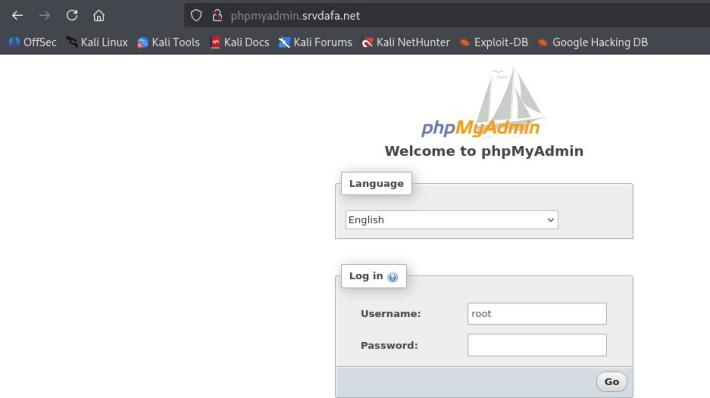 phpmyadmin.srvdafa.net
OffSec Kali Linux Kali Tools Kali Docs Kali Forums Kali NetHunter Exploit-DB Google Hacking DB
phpMyAdmin
Welcome to phpMyAdmin
Language
English
Log in
Username: root
Password:
Go